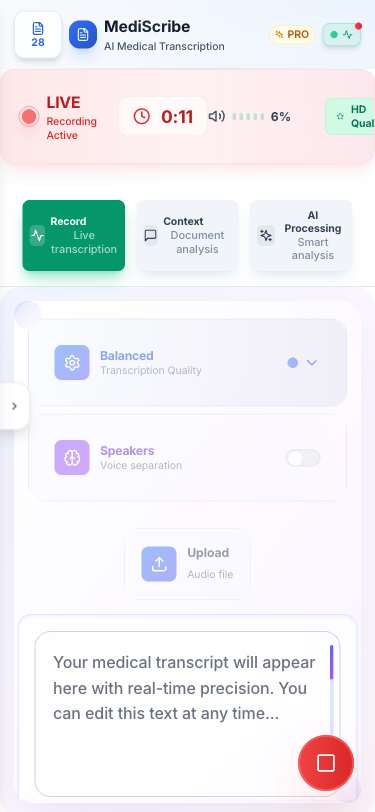 28
MediScribe
AI Medical Transcription
PRO
LIVE
Recording
Active
0:11
6%
HD
Qual
Record
Live
transcription
Context
Document
analysis
AI
Processing
Smart
analysis
Balanced
Transcription Quality
Speakers
Voice separation
Upload
Audio file
Your medical transcript will appear
here with real-time precision. You
can edit this text at any time...